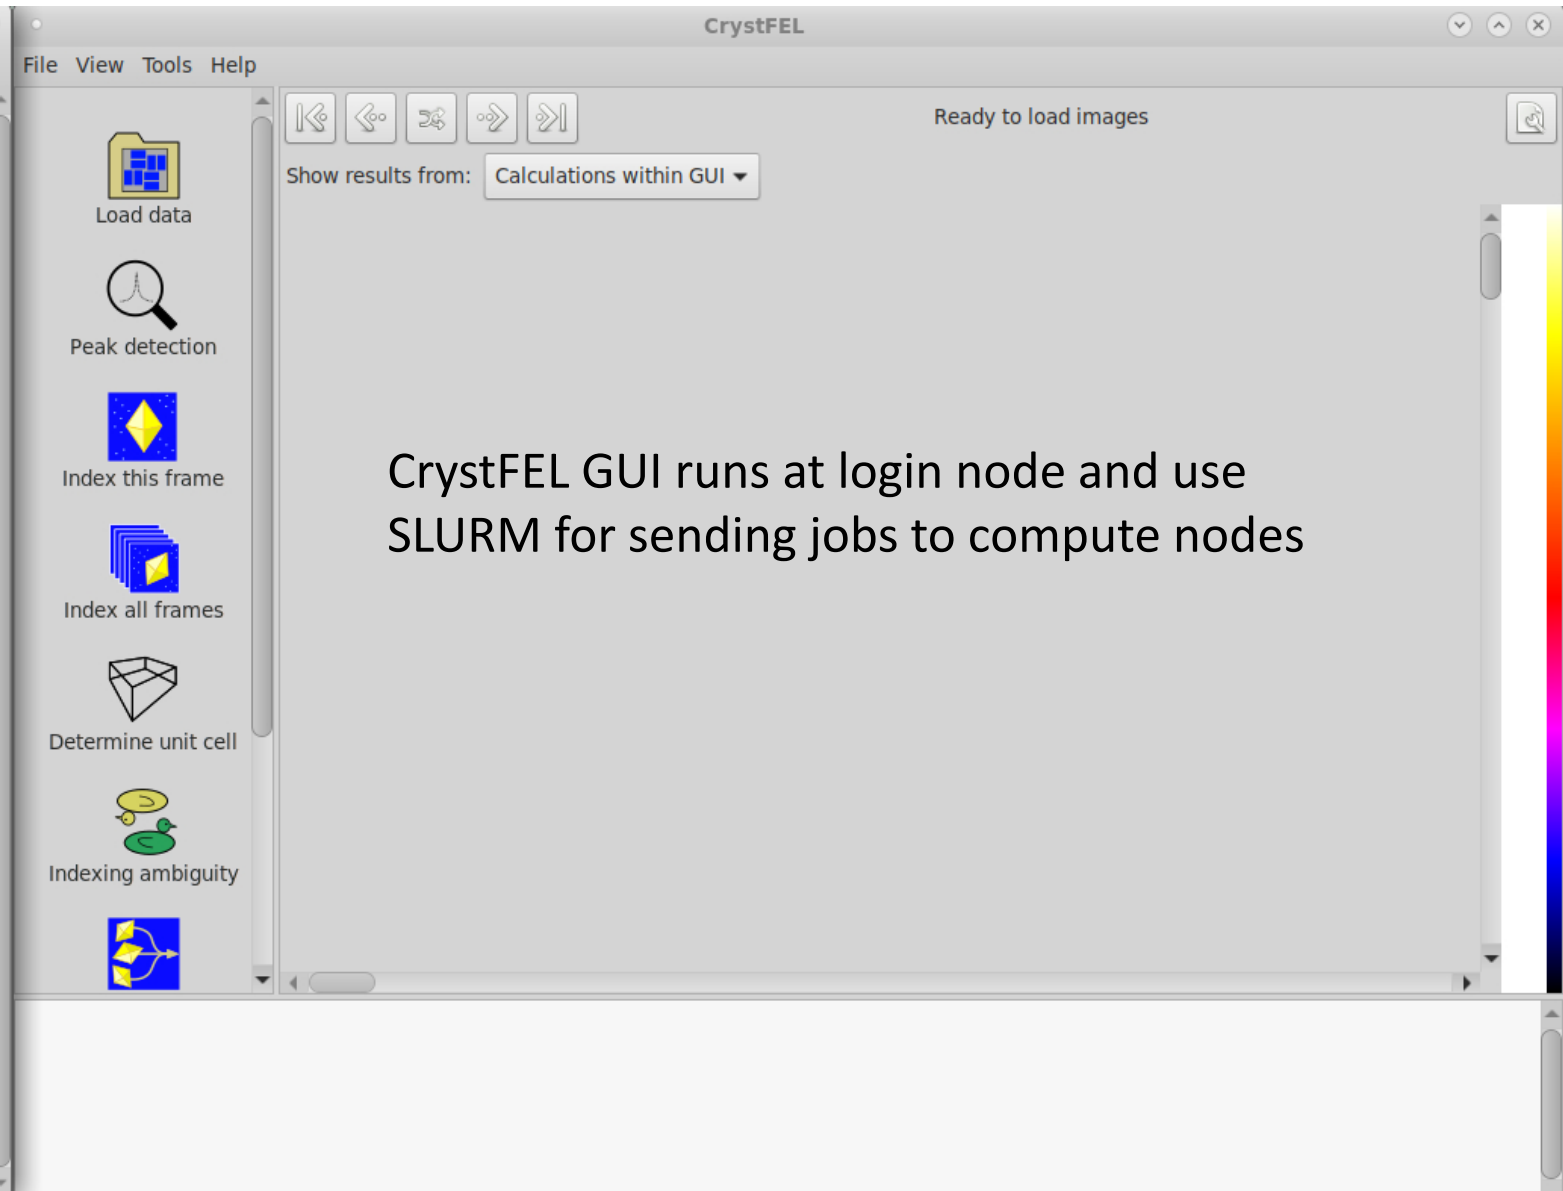 CrystFEL
File View Tools Help
Ready to load images
Show results from: Calculations within GUI
Load data
Peak detection
Index this frame
Index all frames
Determine unit cell
Indexing ambiguity
CrystFEL GUI runs at login node and use
SLURM for sending jobs to compute nodes